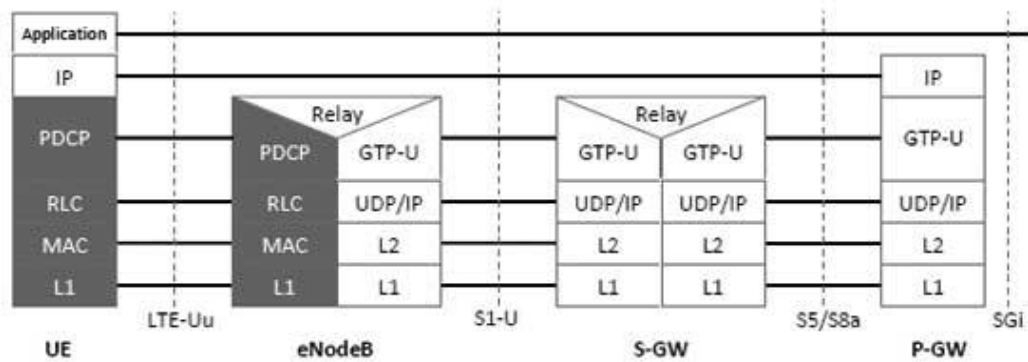 Application
IP IP
Relay Relay
PDCP PDCP GTP-U GTP-U GTP-U GTP-U
RLC RLC UDP/IP UDP/IP UDP/IP UDP/IP
MAC MAC L2 L2 L2 L2
L1 L1 L1 L1 L1 L1
LTE-Uu S1-U S5/S8a SGi
UE eNodeB S-GW P-GW